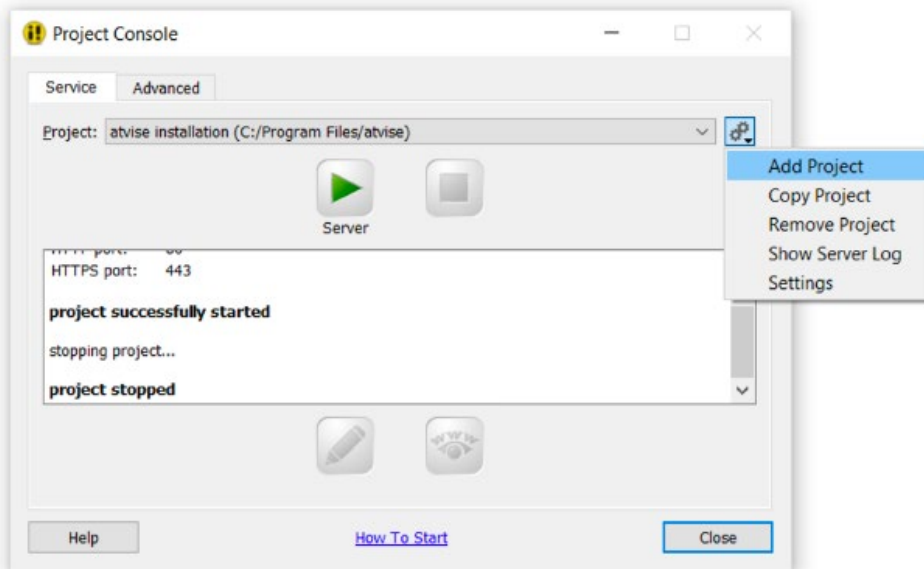 Project Console
Service Advanced
Project: atvise installation (C:/Program Files/atvise)
Add Project
Copy Project
Remove Project
Show Server Log
Settings
Server
HTTPS port: 443
project successfully started
stopping project...
project stopped
WWW
Help How To Start Close